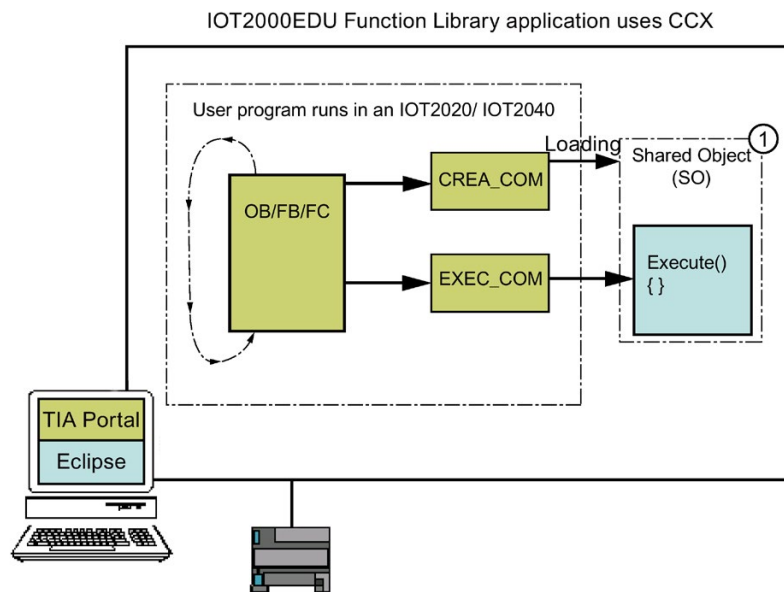 IOT2000EDU Function Library application uses CCX
User program runs in an IOT2020/ IOT2040
Loading
1
Shared Object
(SO)
CREA_COM
OB/FB/FC
EXEC_COM
Execute()
{ }
TIA Portal
Eclipse